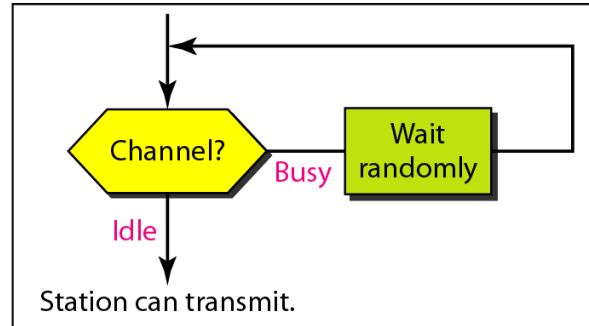 Channel?
Busy
Wait
randomly
Idle
Station can transmit.